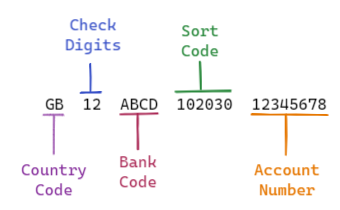 Check
Digits
Sort
Code
GB 12 ABCD 102030 12345678
Country
Code
Bank
Code
Account
Number